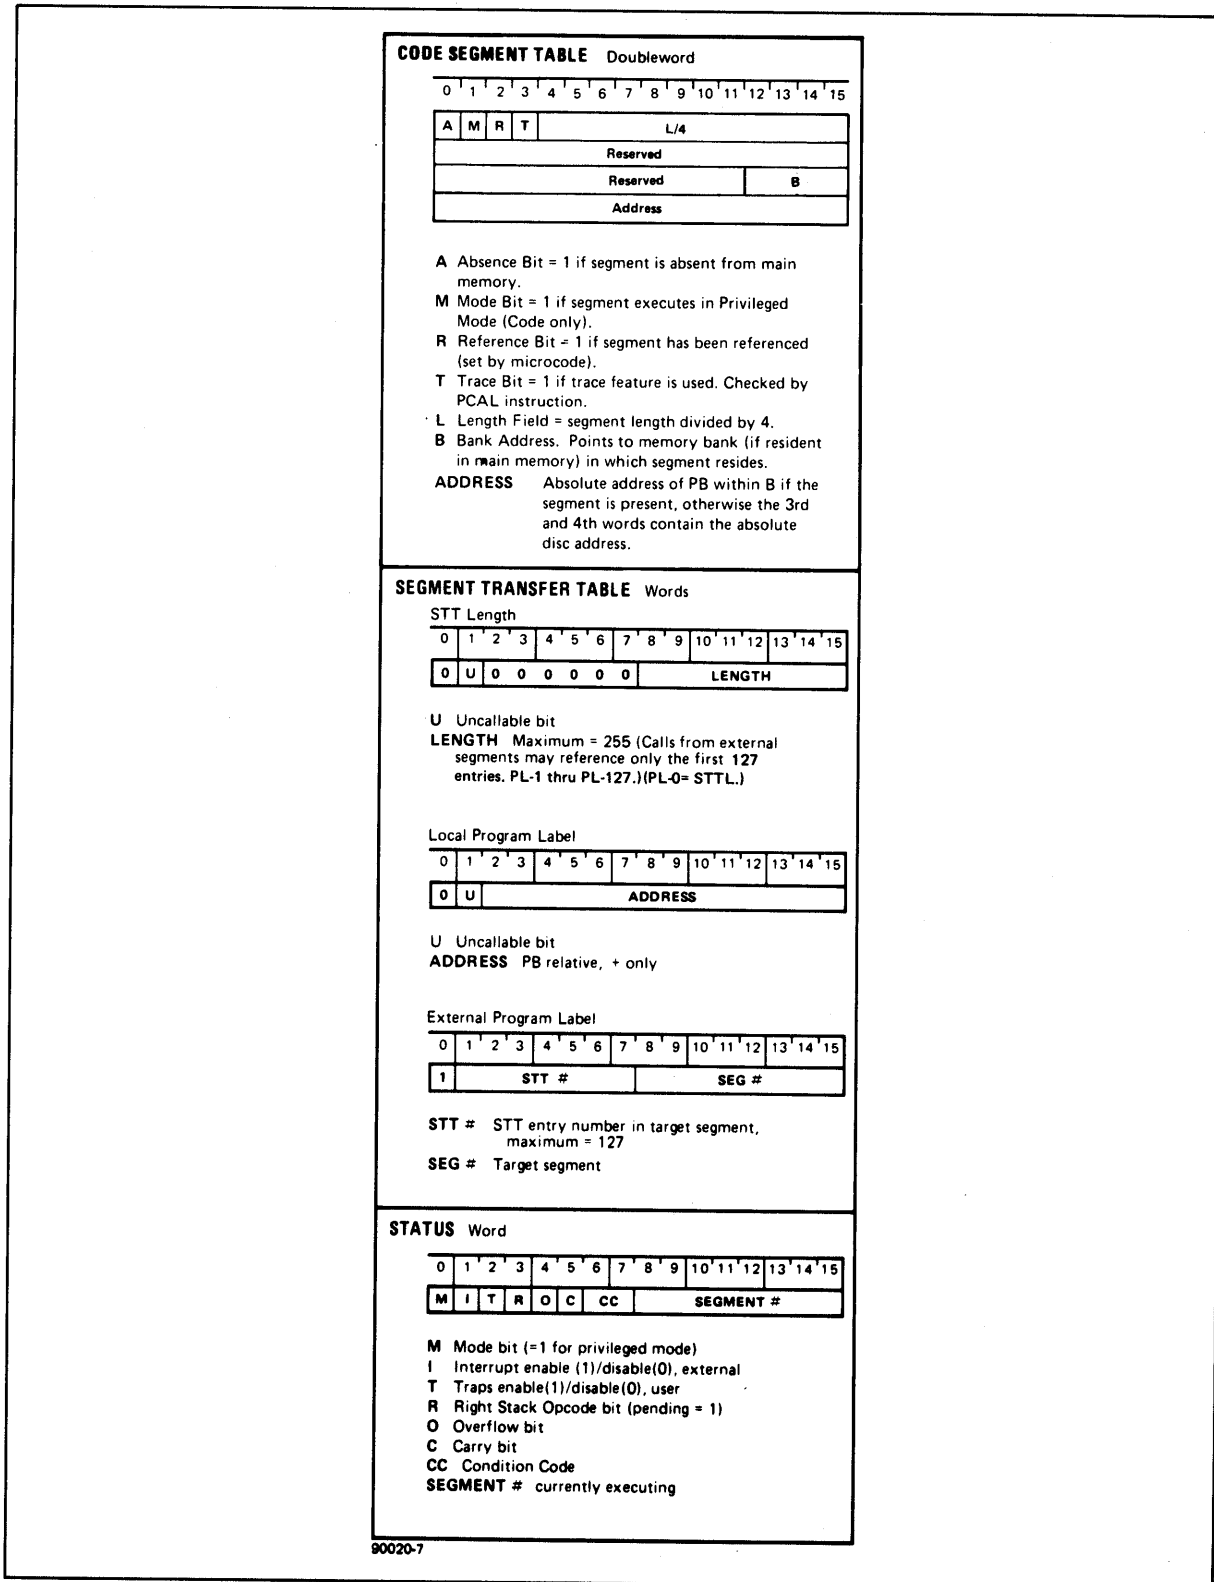 CODE SEGMENT TABLE Doubleword
0 1 2 3 4 5 6 7 8 9 10 11 12 13 14 15
A M R T L/4
Reserved
Reserved B
Address
A Absence Bit = 1 if segment is absent from main
memory.
M Mode Bit = 1 if segment executes in Privileged
Mode (Code only).
R Reference Bit = 1 if segment has been referenced
(set by microcode).
T Trace Bit = 1 if trace feature is used. Checked by
PCAL instruction.
L Length Field = segment length divided by 4.
B Bank Address. Points to memory bank (if resident
in main memory) in which segment resides.
ADDRESS Absolute address of PB within B if the
segment is present, otherwise the 3rd
and 4th words contain the absolute
disc address.
SEGMENT TRANSFER TABLE Words
STT Length
0 1 2 3 4 5 6 7 8 9 10 11 12 13 14 15
0 U 0 0 0 0 0 0 LENGTH
U Uncallable bit
LENGTH Maximum = 255 (Calls from external
segments may reference only the first 127
entries. PL-1 thru PL-127.)(PL-0= STTL.)
Local Program Label
0 1 2 3 4 5 6 7 8 9 10 11 12 13 14 15
0 U ADDRESS
U Uncallable bit
ADDRESS PB relative, + only
External Program Label
0 1 2 3 4 5 6 7 8 9 10 11 12 13 14 15
1 STT # SEG #
STT # STT entry number in target segment,
maximum = 127
SEG # Target segment
STATUS Word
0 1 2 3 4 5 6 7 8 9 10 11 12 13 14 15
M I T R O C CC SEGMENT #
M Mode bit (=1 for privileged mode)
I Interrupt enable (1)/disable(0), external
T Traps enable(1)/disable(0), user
R Right Stack Opcode bit (pending = 1)
O Overflow bit
C Carry bit
CC Condition Code
SEGMENT # currently executing
90020-7